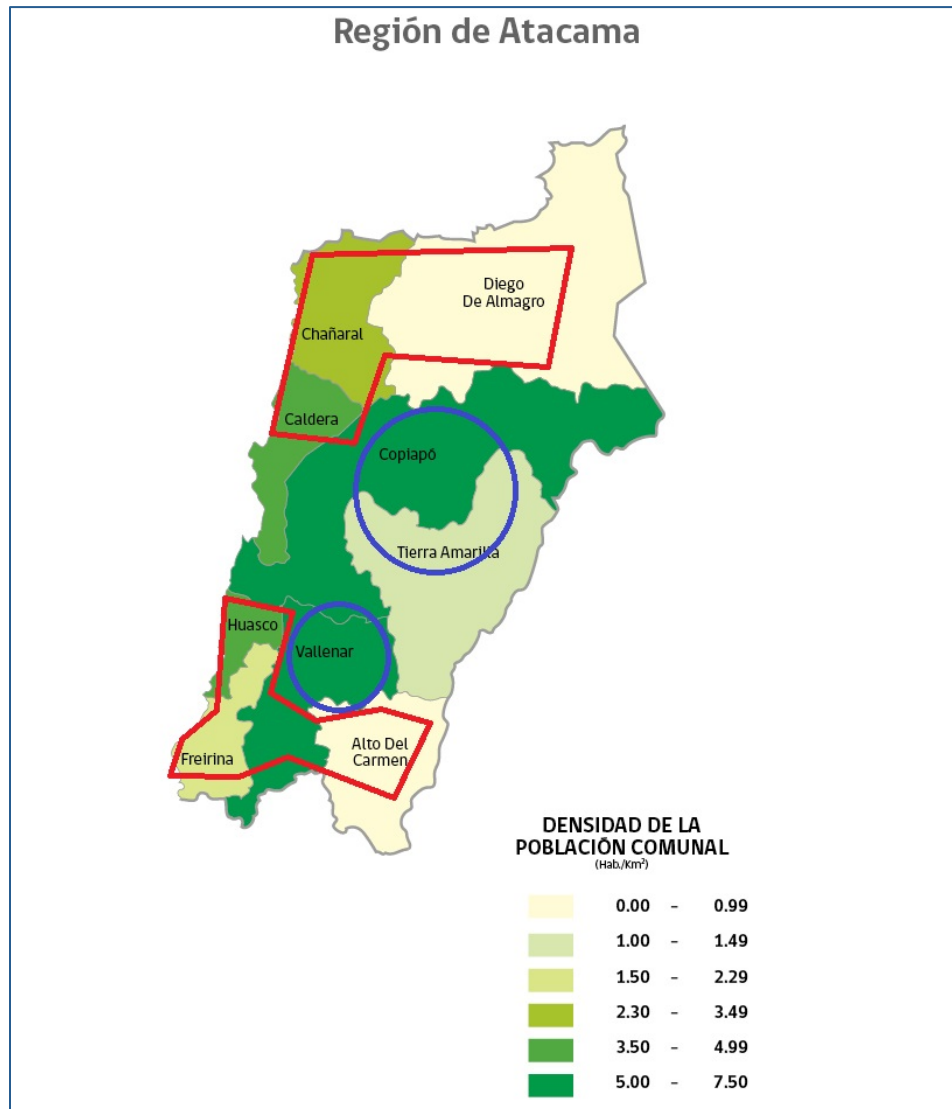 Región de Atacama
Diego
De Almagro
Chañaral
Caldera
Copiapō
Tierra Amarilla
Huasco
Vallenar
Freirina
Alto Del
Carmen
DENSIDAD DE LA
POBLACIŌN COMUNAL
(Hab./Km²)
0.00 - 0.99
1.00 - 1.49
1.50 - 2.29
2.30 - 3.49
3.50 - 4.99
5.00 - 7.50